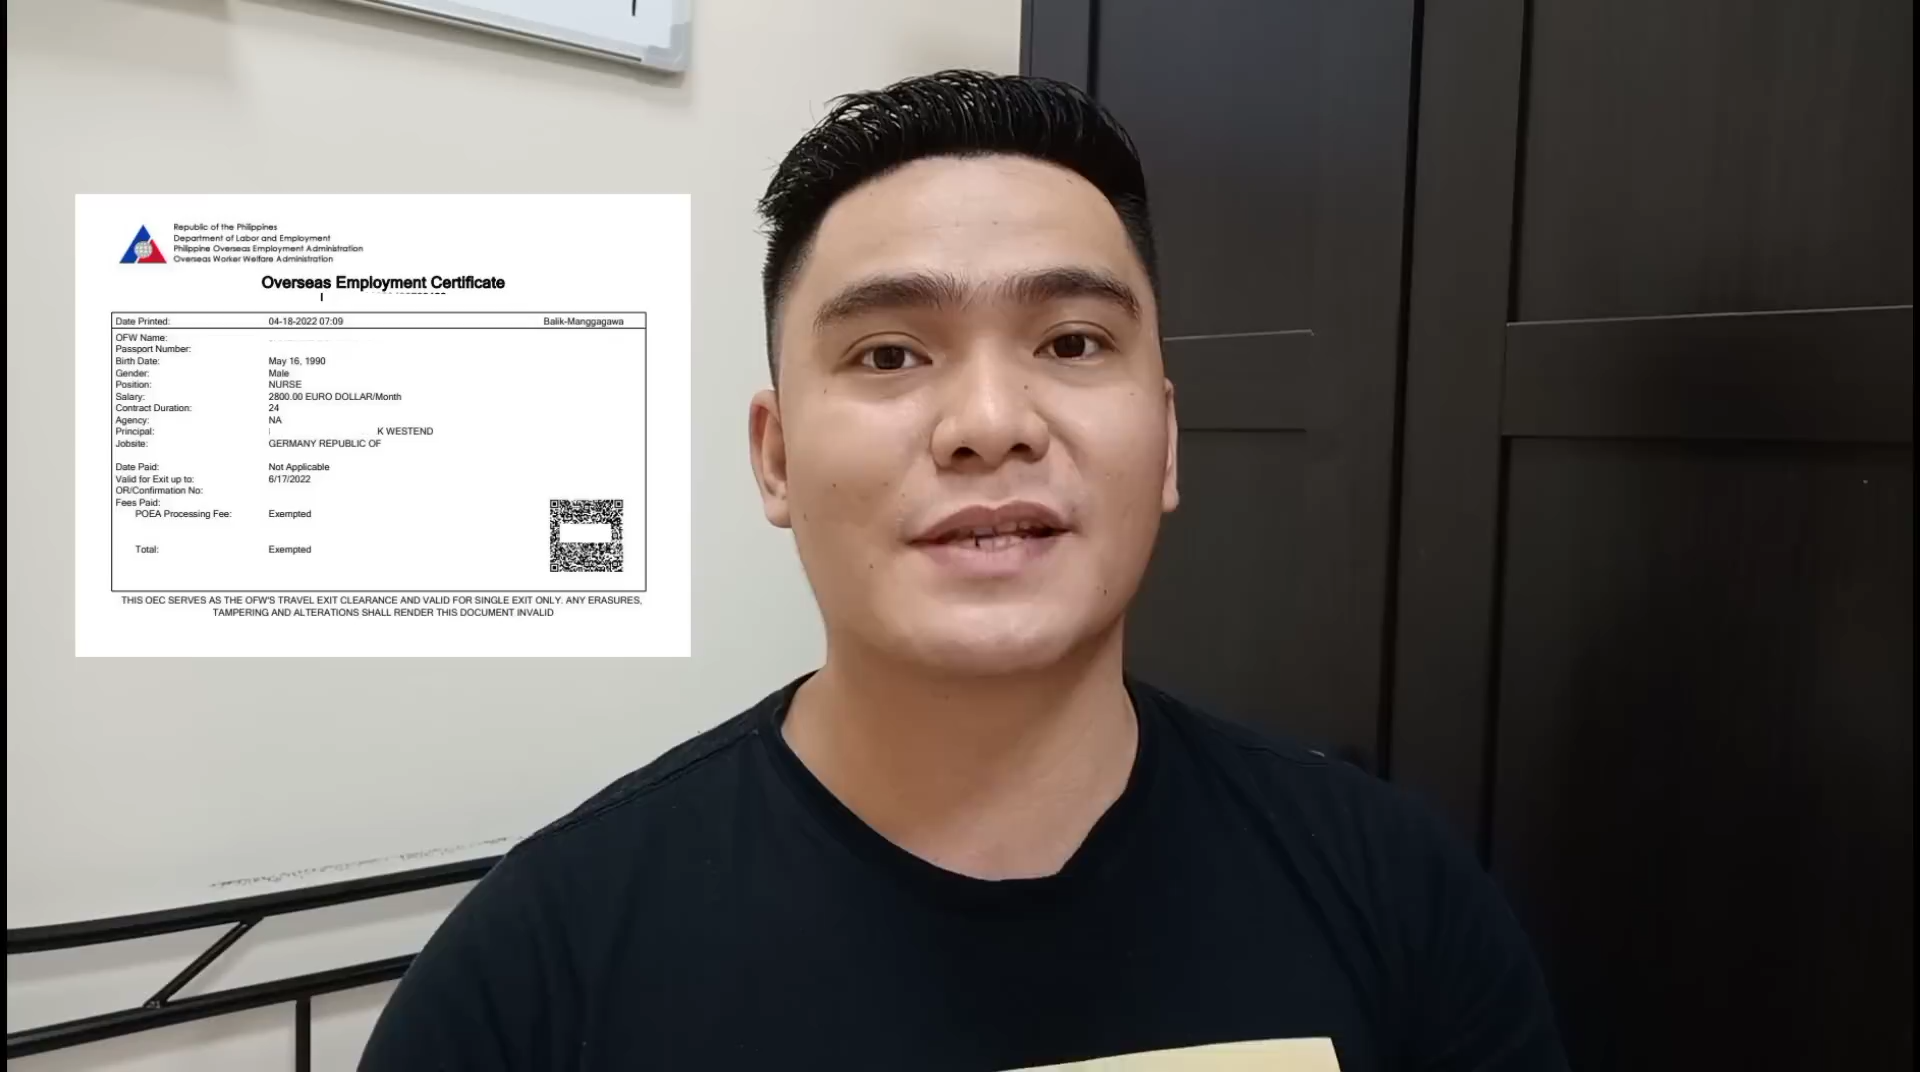 Republic of the Philippines
Department of Labor and Employment
Philippine Overseas Employment Administration
Overseas Worker Welfare Administration
Overseas Employment Certificate
Date Printed: 04-18-2022 07:09 Balik-Manggagawa
OFW Name:
Passport Number:
Birth Date: May 16, 1990
Gender: Male
Position: NURSE
Salary: 2800.00 EURO DOLLAR/Month
Contract Duration: 24
Agency: NA
Principal: K WESTEND
Jobsite: GERMANY REPUBLIC OF
Date Paid: Not Applicable
Valid for Exit up to: 6/17/2022
OR/Confirmation No:
Fees Paid:
POEA Processing Fee: Exempted
Total: Exempted
THIS OEC SERVES AS THE OFW'S TRAVEL EXIT CLEARANCE AND VALID FOR SINGLE EXIT ONLY. ANY ERASURES,
TAMPERING AND ALTERATIONS SHALL RENDER THIS DOCUMENT INVALID